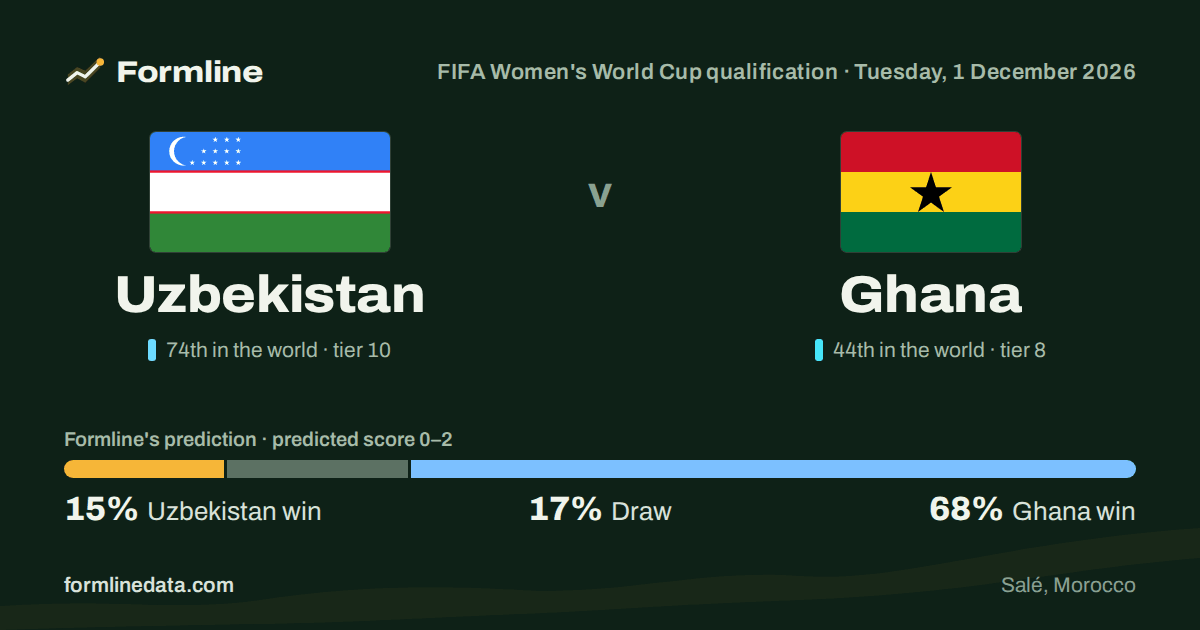 Formline
FIFA Women's World Cup qualification · Tuesday, 1 December 2026
v
Uzbekistan
Ghana
74th in the world · tier 10
44th in the world · tier 8
Formline's prediction · predicted score 0–2
15% Uzbekistan win
17% Draw
68% Ghana win
formlinedata.com
Salé, Morocco